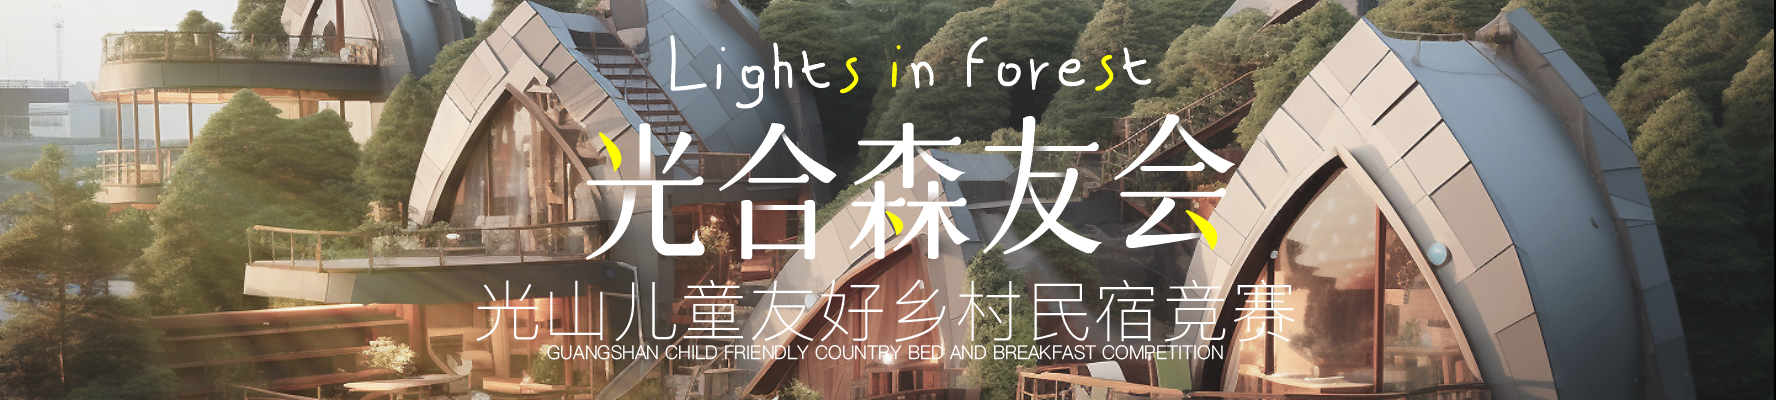 Lights in forest
光合森友会
光山儿童友好乡村民宿竞赛
GUANGSHAN CHILD FRIENDLY COUNTRY BED AND BREAKFAST COMPETITION